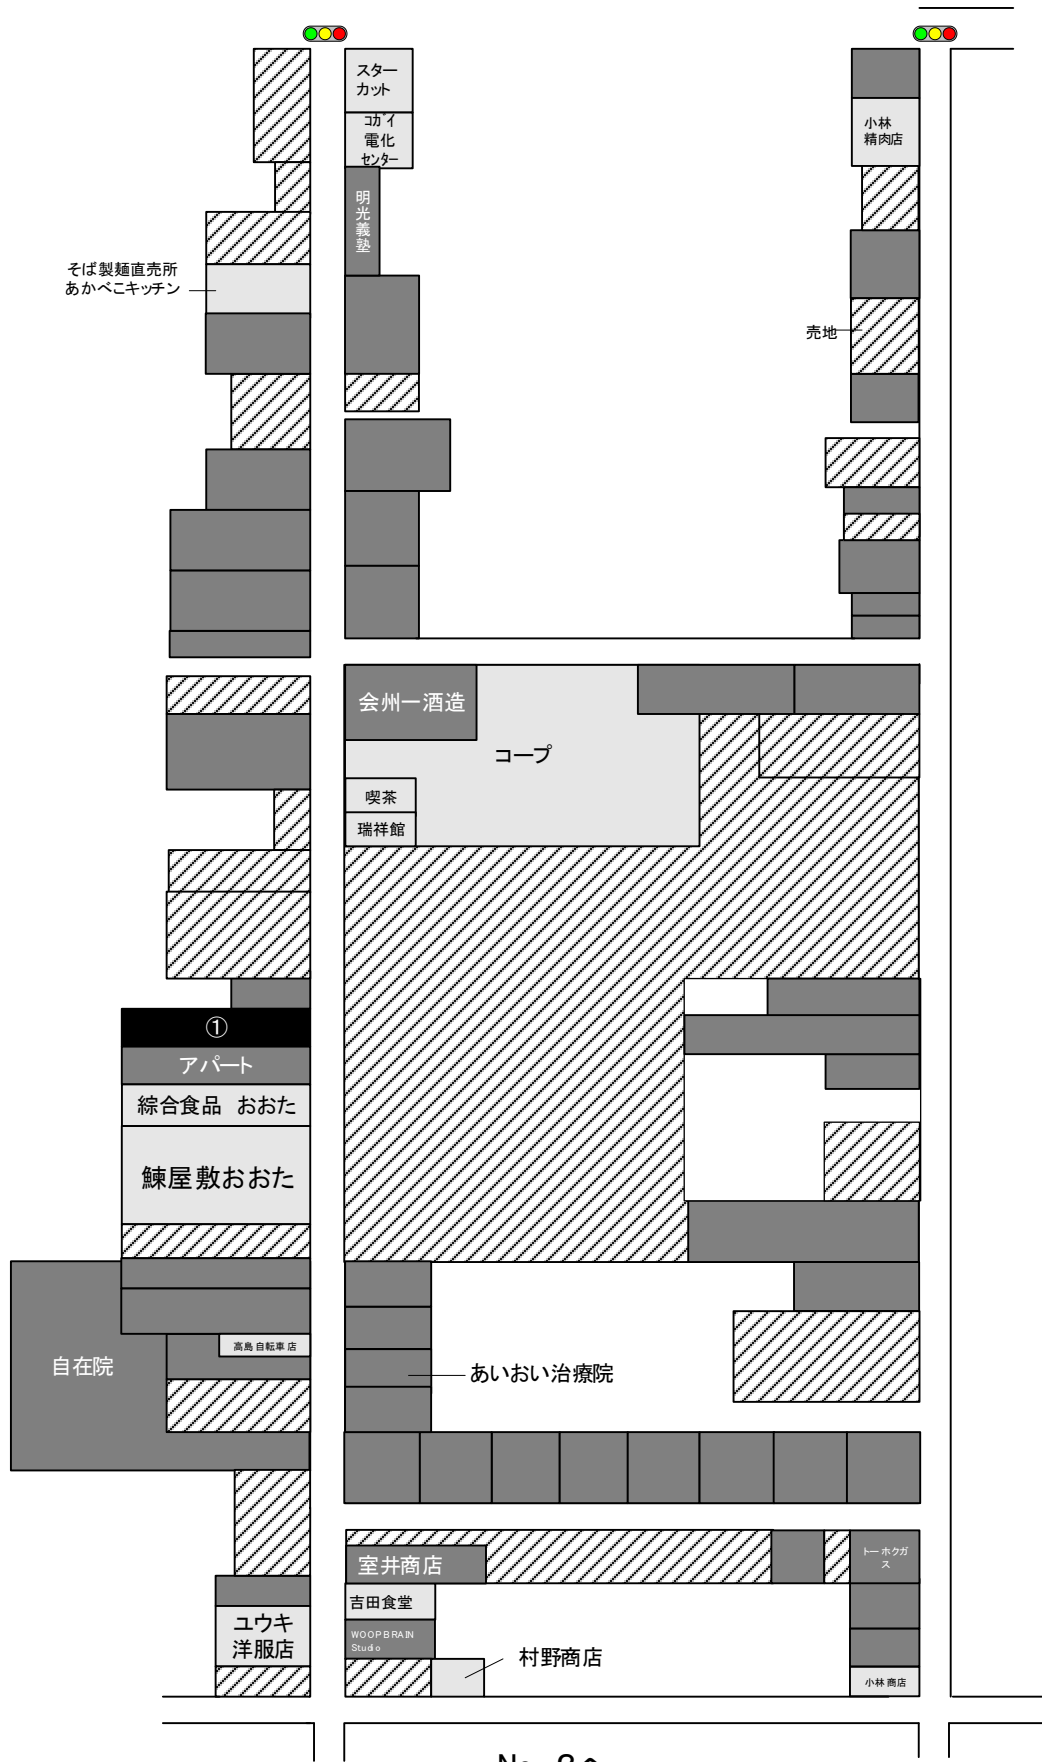 スター
カット
コガイ
電化
センター
小林
精肉店
明光義塾
そば製麺直売所
あかべこキッチン
売地
会州一酒造
コープ
喫茶
瑞祥館
①
アパート
綜合食品 おおた
鰊屋敷おおた
高島自転車店
自在院
あいおい治療院
室井商店
トーホクガ
ス
吉田食堂
WOOPBRAIN
Studio
ユウキ
洋服店
村野商店
小林商店